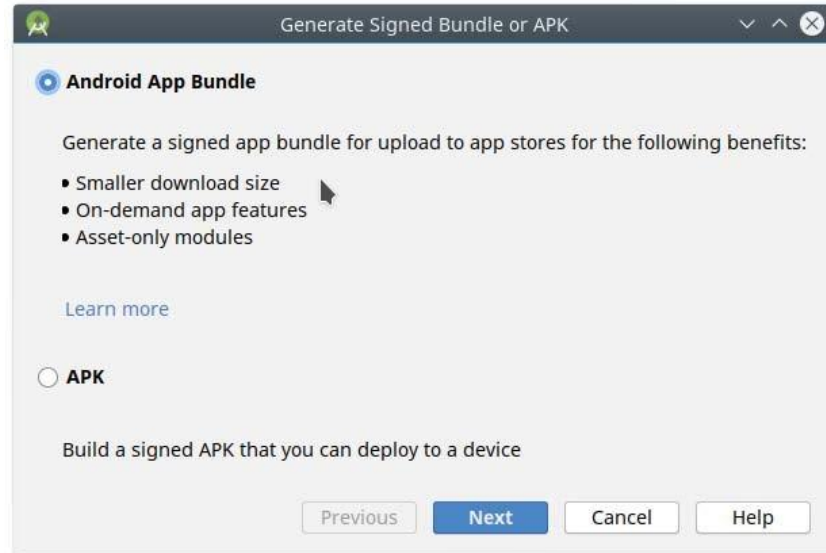 Generate Signed Bundle or APK
Android App Bundle
Generate a signed app bundle for upload to app stores for the following benefits:
• Smaller download size
• On-demand app features
• Asset-only modules
Learn more
APK
Build a signed APK that you can deploy to a device
Previous Next Cancel Help